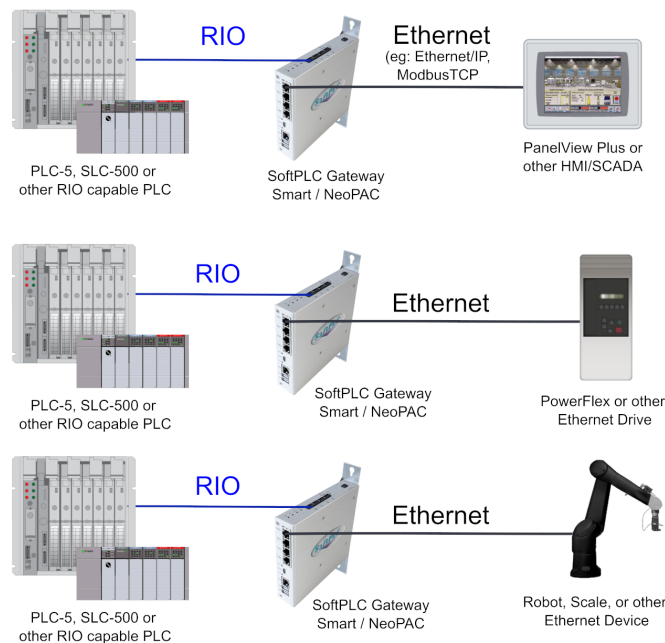 RIO
Ethernet
(eg: Ethernet/IP,
ModbusTCP
PLC-5, SLC-500 or
other RIO capable PLC
SoftPLC Gateway
Smart / NeoPAC
PanelView Plus or
other HMI/SCADA
RIO
Ethernet
PLC-5, SLC-500 or
other RIO capable PLC
SoftPLC Gateway
Smart / NeoPAC
PowerFlex or other
Ethernet Drive
RIO
Ethernet
PLC-5, SLC-500 or
other RIO capable PLC
SoftPLC Gateway
Smart / NeoPAC
Robot, Scale, or other
Ethernet Device